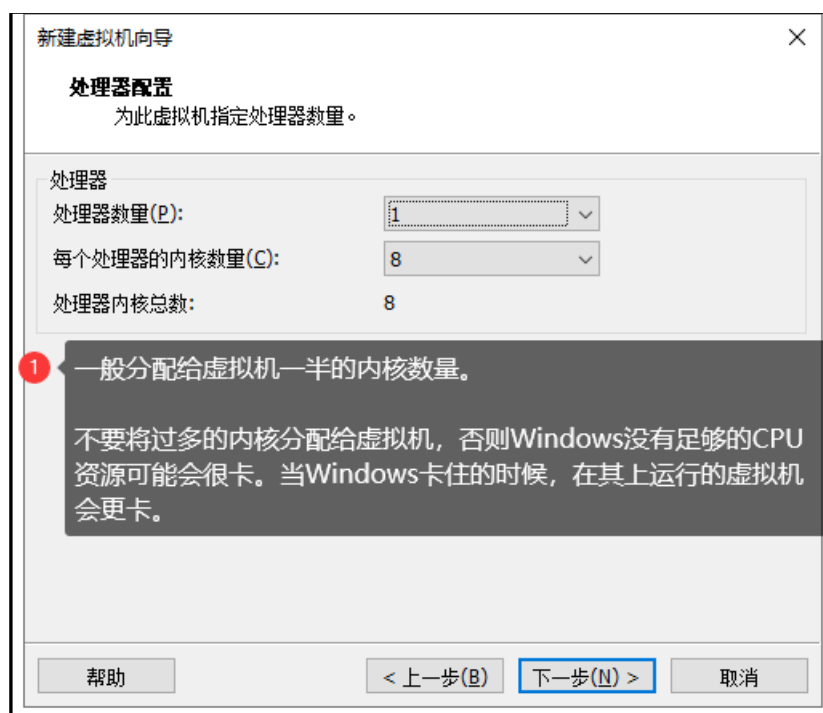 新建虚拟机向导
处理器配置
为此虚拟机指定处理器数量。
处理器
处理器数量(P):
1
每个处理器的内核数量(C):
8
处理器内核总数:
8
1
一般分配给虚拟机一半的内核数量。
不要将过多的内核分配给虚拟机，否则Windows没有足够的CPU
资源可能会很卡。当Windows卡住的时候，在其上运行的虚拟机
会更卡。
帮助
< 上一步(B)
下一步(N) >
取消